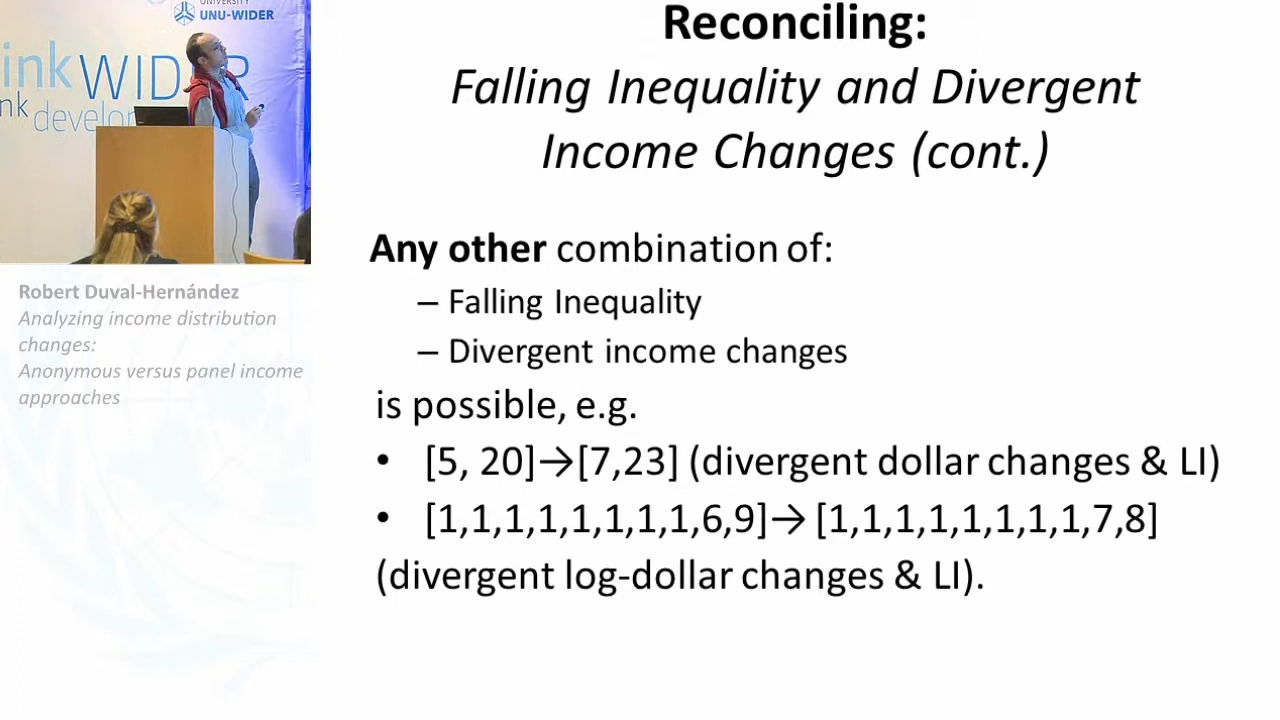 UNIVERSITY
UNU-WIDER
ink WIDER
nk develop
Reconciling:
Falling Inequality and Divergent
Income Changes (cont.)
Robert Duval-Hernández
Analyzing income distribution
changes:
Anonymous versus panel income
approaches
Any other combination of:
– Falling Inequality
– Divergent income changes
is possible, e.g.
• [5, 20]→[7,23] (divergent dollar changes & LI)
• [1,1,1,1,1,1,1,1,6,9]→ [1,1,1,1,1,1,1,1,7,8]
(divergent log-dollar changes & LI).